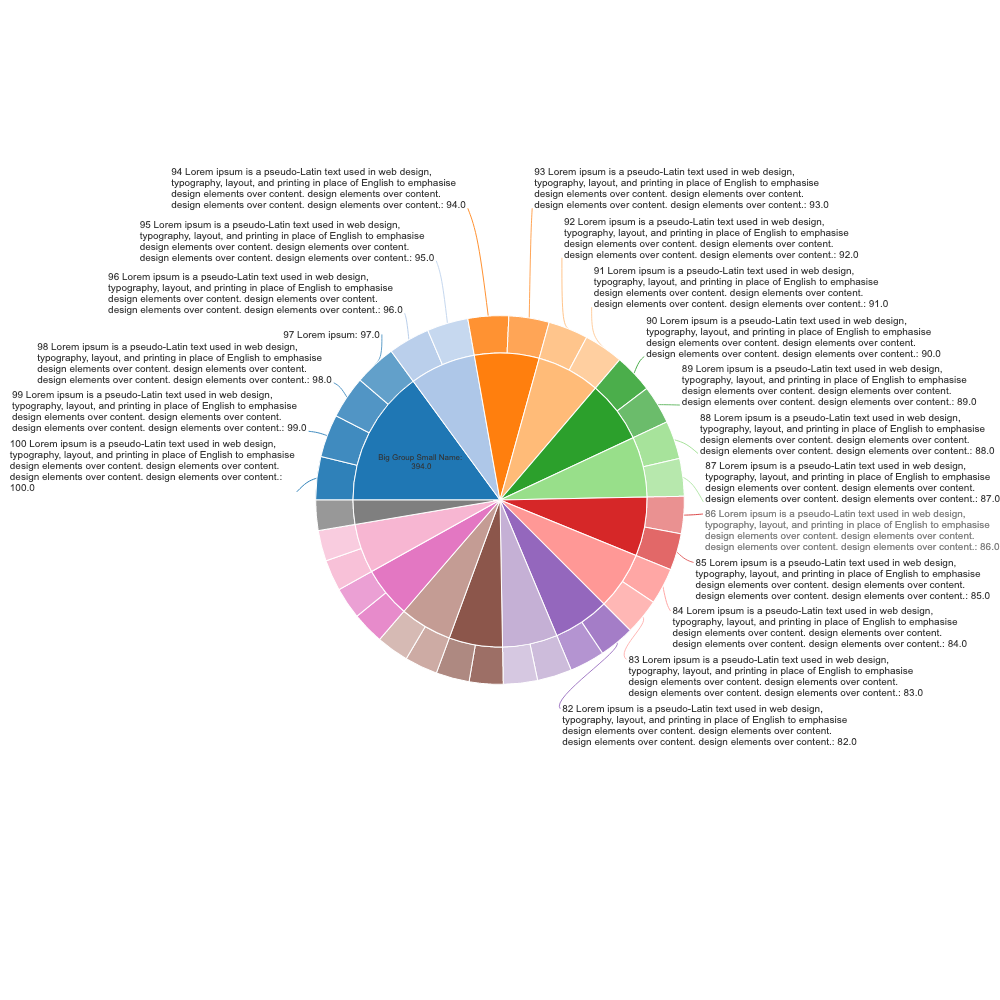 94 Lorem ipsum is a pseudo-Latin text used in web design,
typography, layout, and printing in place of English to emphasise
design elements over content. design elements over content.
design elements over content. design elements over content.: 94.0
93 Lorem ipsum is a pseudo-Latin text used in web design,
typography, layout, and printing in place of English to emphasise
design elements over content. design elements over content.
design elements over content. design elements over content.: 93.0
95 Lorem ipsum is a pseudo-Latin text used in web design,
typography, layout, and printing in place of English to emphasise
design elements over content. design elements over content.
design elements over content. design elements over content.: 95.0
92 Lorem ipsum is a pseudo-Latin text used in web design,
typography, layout, and printing in place of English to emphasise
design elements over content. design elements over content.
design elements over content. design elements over content.: 92.0
96 Lorem ipsum is a pseudo-Latin text used in web design,
typography, layout, and printing in place of English to emphasise
design elements over content. design elements over content.
design elements over content. design elements over content.: 96.0
91 Lorem ipsum is a pseudo-Latin text used in web design,
typography, layout, and printing in place of English to emphasise
design elements over content. design elements over content.
design elements over content. design elements over content.: 91.0
97 Lorem ipsum: 97.0
90 Lorem ipsum is a pseudo-Latin text used in web design,
typography, layout, and printing in place of English to emphasise
design elements over content. design elements over content.
design elements over content. design elements over content.: 90.0
98 Lorem ipsum is a pseudo-Latin text used in web design,
typography, layout, and printing in place of English to emphasise
design elements over content. design elements over content.
design elements over content. design elements over content.: 98.0
89 Lorem ipsum is a pseudo-Latin text used in web design,
typography, layout, and printing in place of English to emphasise
design elements over content. design elements over content.
design elements over content. design elements over content.: 89.0
99 Lorem ipsum is a pseudo-Latin text used in web design,
typography, layout, and printing in place of English to emphasise
design elements over content. design elements over content.
design elements over content. design elements over content.: 99.0
88 Lorem ipsum is a pseudo-Latin text used in web design,
typography, layout, and printing in place of English to emphasise
design elements over content. design elements over content.
design elements over content. design elements over content.: 88.0
100 Lorem ipsum is a pseudo-Latin text used in web design,
typography, layout, and printing in place of English to emphasise
design elements over content. design elements over content.
design elements over content. design elements over content.:
100.0
Big Group Small Name:
394.0
87 Lorem ipsum is a pseudo-Latin text used in web design,
typography, layout, and printing in place of English to emphasise
design elements over content. design elements over content.
design elements over content. design elements over content.: 87.0
86 Lorem ipsum is a pseudo-Latin text used in web design,
typography, layout, and printing in place of English to emphasise
design elements over content. design elements over content.
design elements over content. design elements over content.: 86.0
85 Lorem ipsum is a pseudo-Latin text used in web design,
typography, layout, and printing in place of English to emphasise
design elements over content. design elements over content.
design elements over content. design elements over content.: 85.0
84 Lorem ipsum is a pseudo-Latin text used in web design,
typography, layout, and printing in place of English to emphasise
design elements over content. design elements over content.
design elements over content. design elements over content.: 84.0
83 Lorem ipsum is a pseudo-Latin text used in web design,
typography, layout, and printing in place of English to emphasise
design elements over content. design elements over content.
design elements over content. design elements over content.: 83.0
82 Lorem ipsum is a pseudo-Latin text used in web design,
typography, layout, and printing in place of English to emphasise
design elements over content. design elements over content.
design elements over content. design elements over content.: 82.0